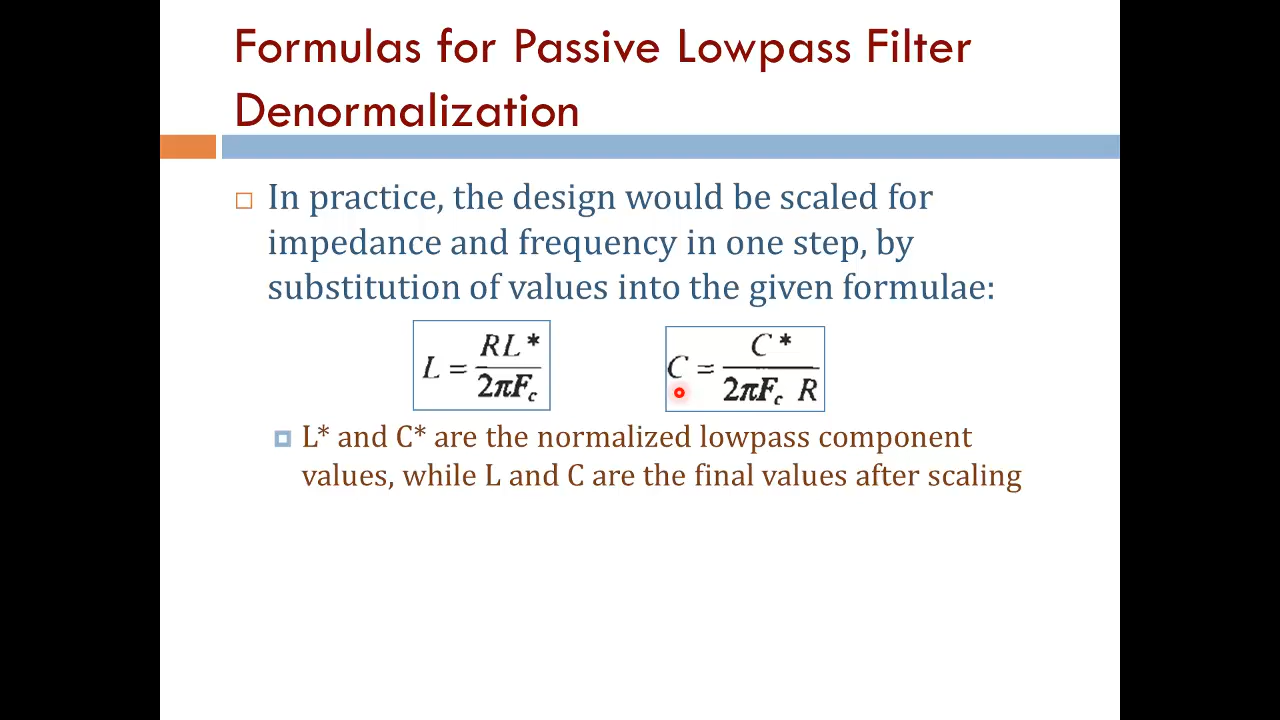 Formulas for Passive Lowpass Filter
Denormalization
In practice, the design would be scaled for
impedance and frequency in one step, by
substitution of values into the given formulae:
L = RL* / 2πF_c
C = C* / 2πF_c R
L* and C* are the normalized lowpass component
values, while L and C are the final values after scaling